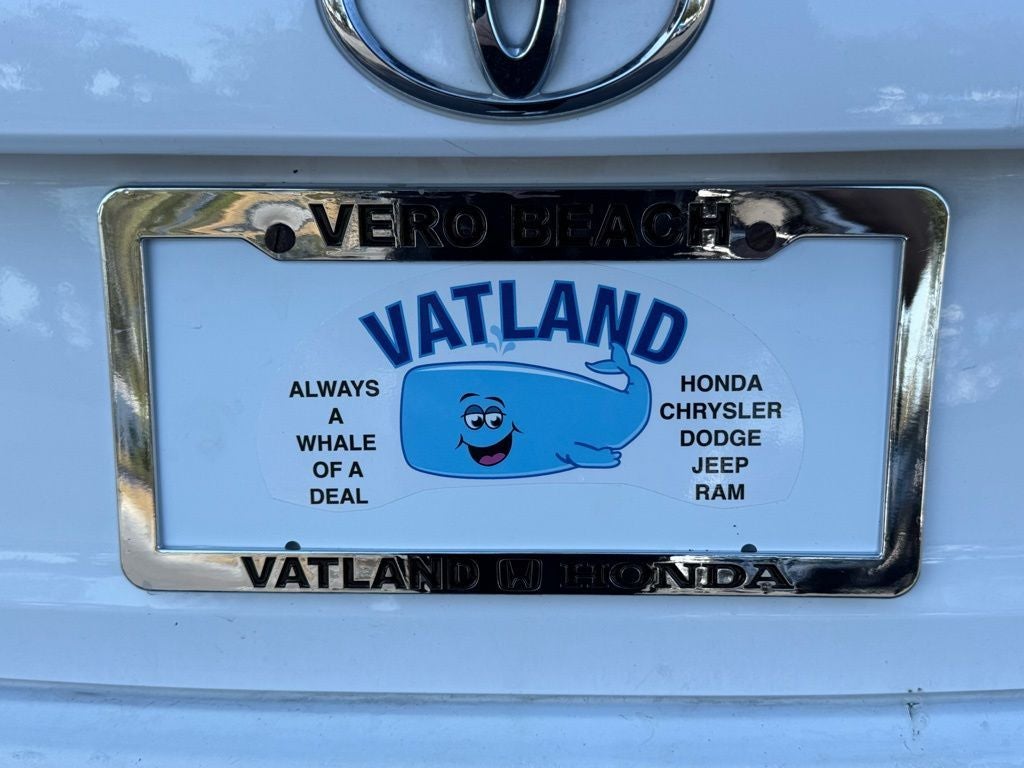 VERO BEACH
VATLAND
ALWAYS
A
WHALE
OF A
DEAL
HONDA
CHRYSLER
DODGE
JEEP
RAM
VATLAND HONDA